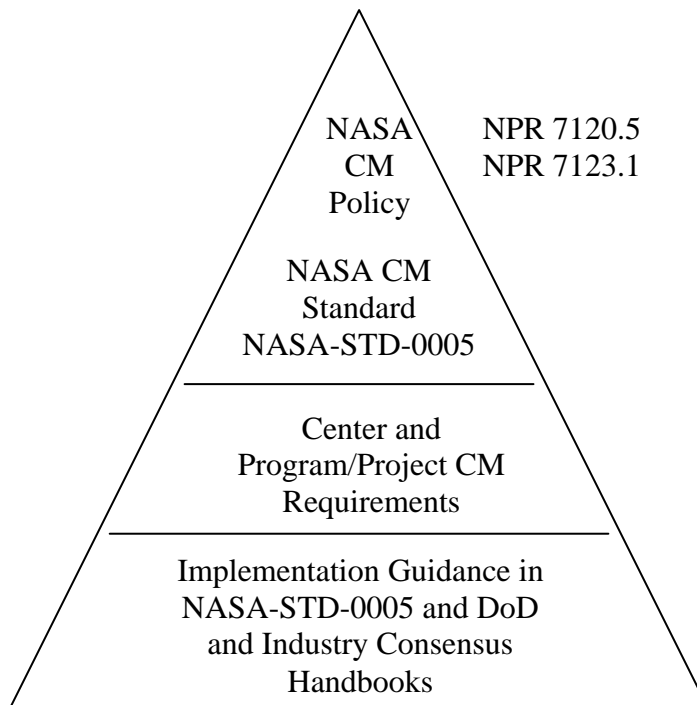 NASA
CM
Policy
NPR 7120.5
NPR 7123.1
NASA CM
Standard
NASA-STD-0005
Center and
Program/Project CM
Requirements
Implementation Guidance in
NASA-STD-0005 and DoD
and Industry Consensus
Handbooks